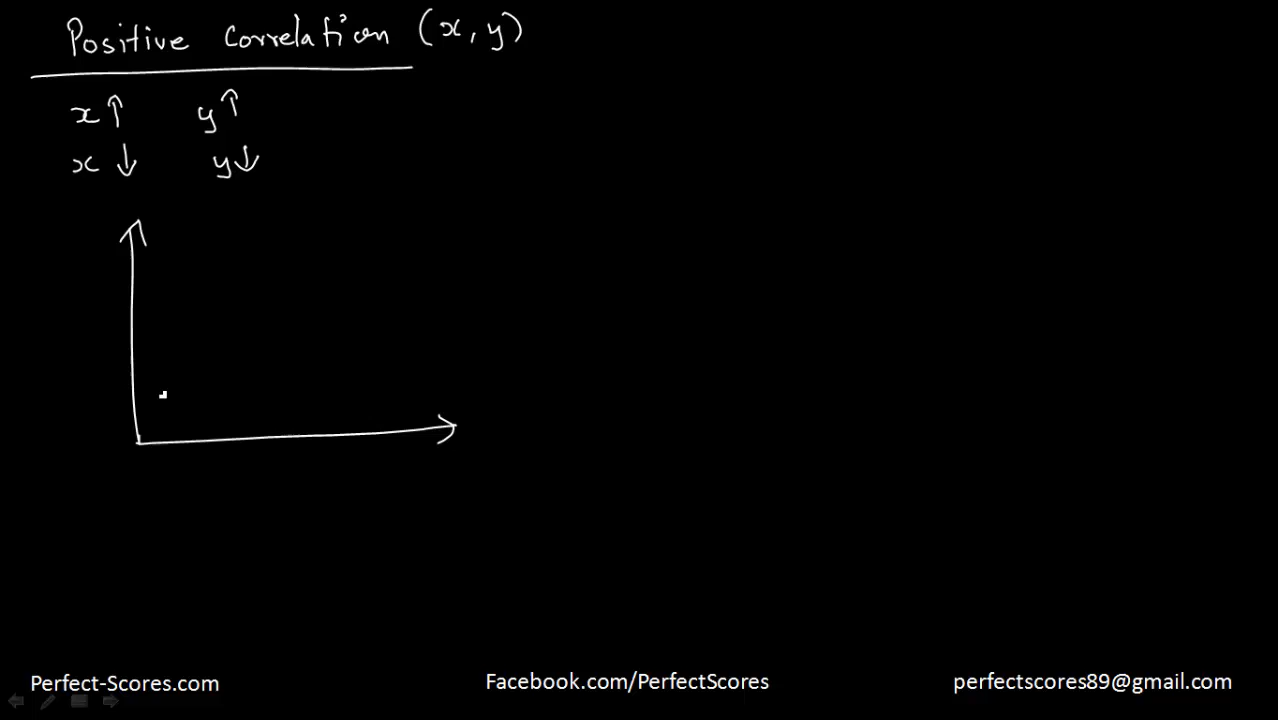 Positive Correlation (x, y)
x↑ y↑
x↓ y↓
Perfect-Scores.com
Facebook.com/PerfectScores
perfectscores89@gmail.com